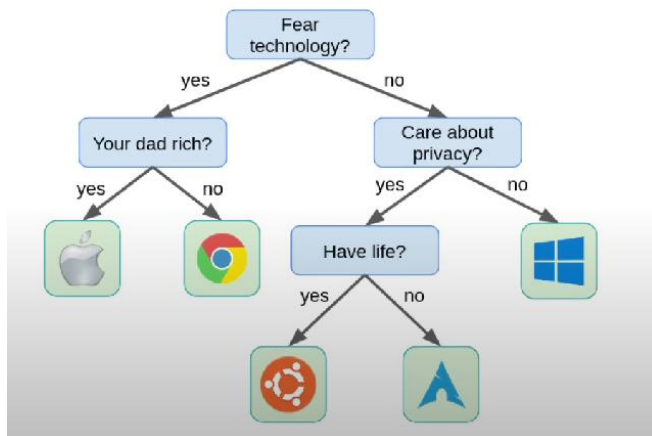 Fear
technology?
yes
no
Your dad rich?
Care about
privacy?
yes
no
yes
no
Have life?
yes
no